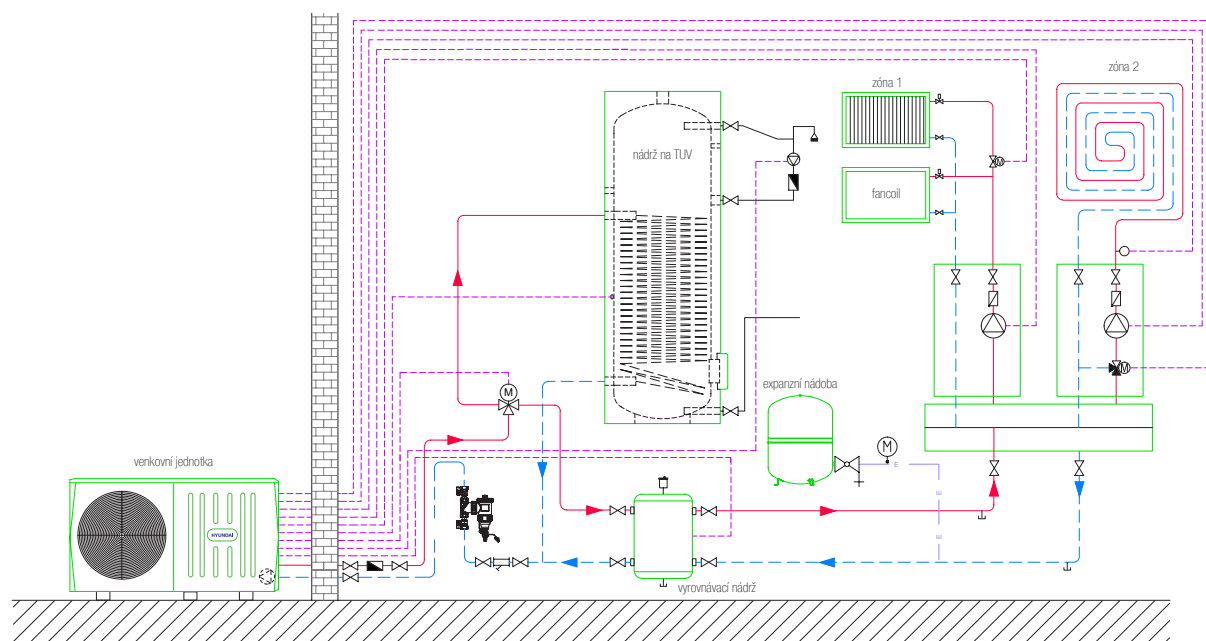 zóna 1
zóna 2
nádrž na TUV
fancoil
M
M
M
expanzní nádoba
M
E
E
E
venkovní jednotka
HYUNDAI
vyrovnávací nádrž